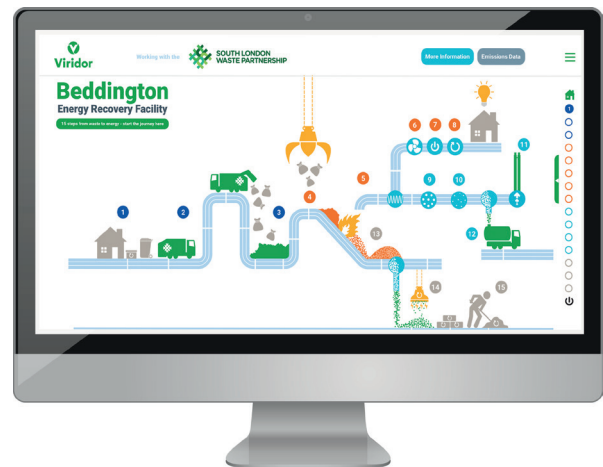 Viridor
Working with the
SOUTH LONDON
WASTE PARTNERSHIP
More Information
Emissions Data
Beddington
Energy Recovery Facility
15 steps from waste to energy - start the journey here
1
2
3
4
5
6
7
8
9
10
11
12
13
14
15
1